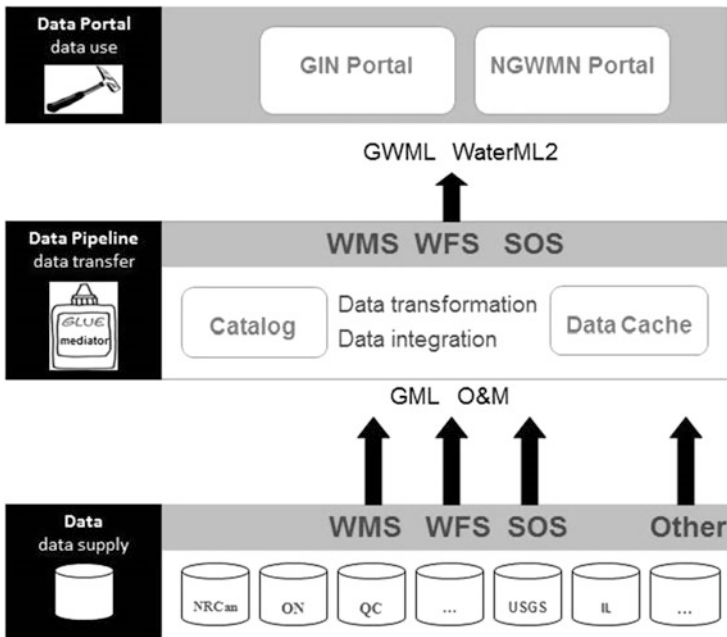 Data Portal
data use
GIN Portal
NGWMN Portal
GWML WaterML2
Data Pipeline
data transfer
GLUE
mediator
WMS WFS SOS
Catalog
Data transformation
Data integration
Data Cache
GML O&M
Data
data supply
WMS WFS SOS Other
NRCan
ON
QC
...
USGS
IL
...